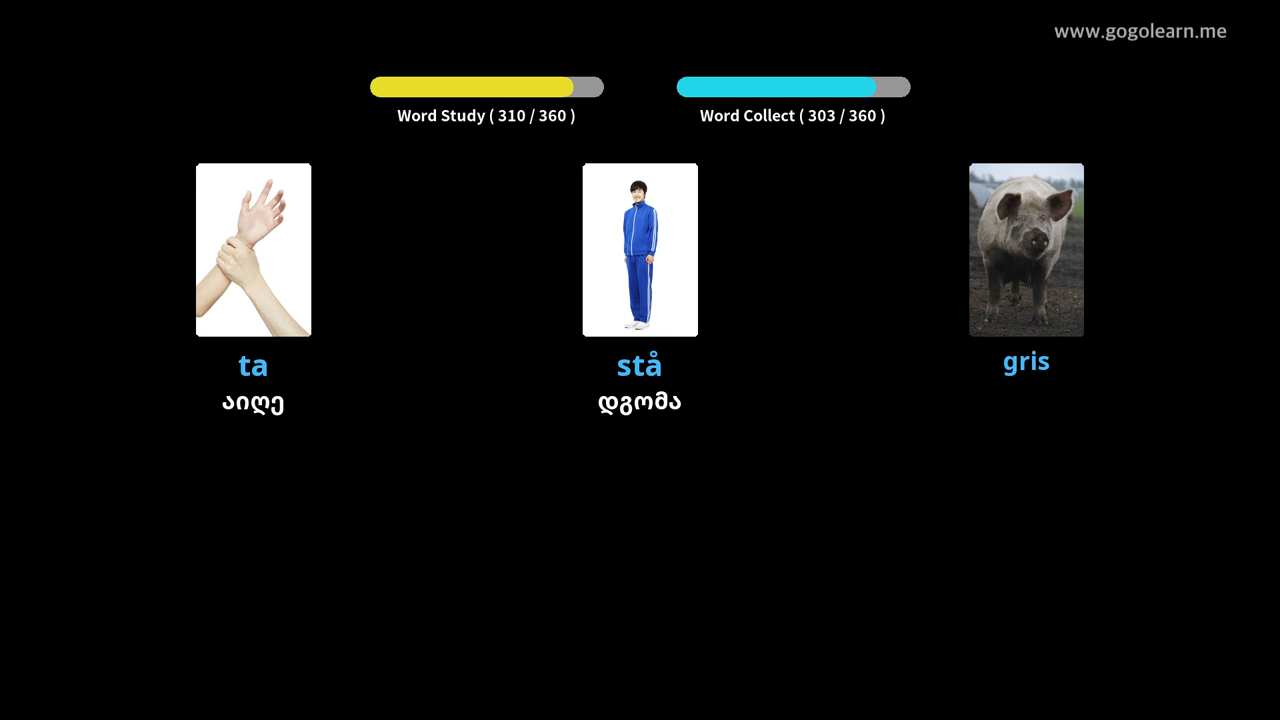 www.gogolearn.me
Word Study ( 310 / 360 )
Word Collect ( 303 / 360 )
ta
აიღე
stå
დგომა
gris